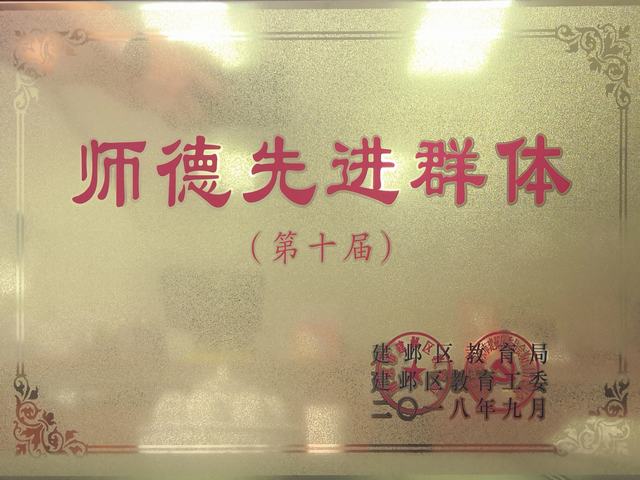 师德先进群体
（第十届）
建邺区教育局
建邺区教育工委
二〇一八年九月